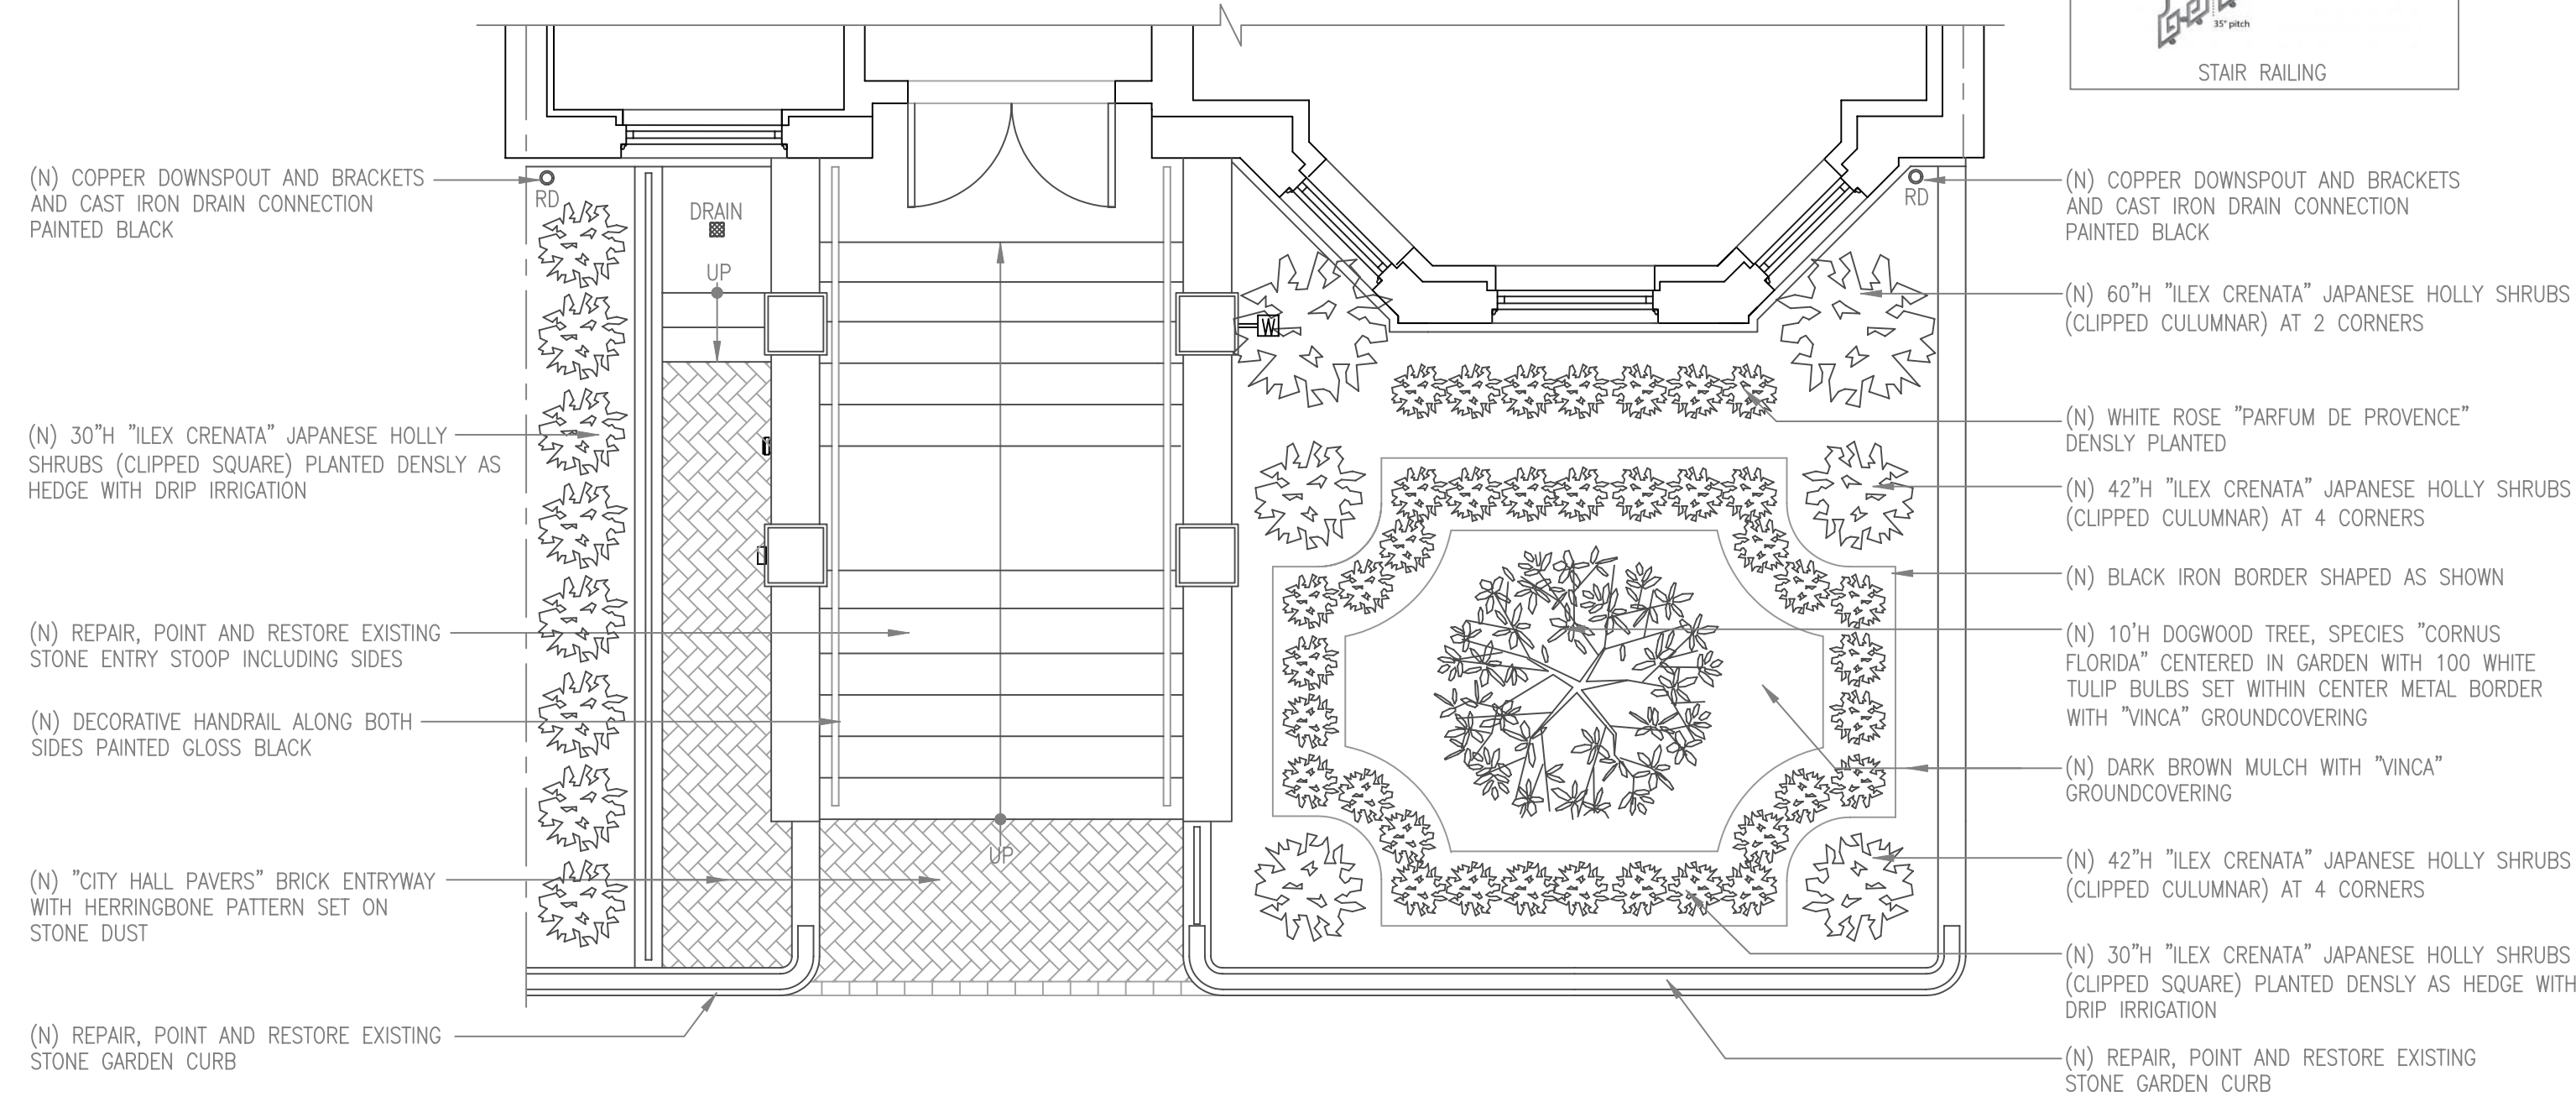 35" pitch
STAIR RAILING
(N) COPPER DOWNSPOUT AND BRACKETS
AND CAST IRON DRAIN CONNECTION
PAINTED BLACK
(N) 30"H "ILEX CRENATA" JAPANESE HOLLY
SHRUBS (CLIPPED SQUARE) PLANTED DENSLY AS
HEDGE WITH DRIP IRRIGATION
(N) REPAIR, POINT AND RESTORE EXISTING
STONE ENTRY STOOP INCLUDING SIDES
(N) DECORATIVE HANDRAIL ALONG BOTH
SIDES PAINTED GLOSS BLACK
(N) "CITY HALL PAVERS" BRICK ENTRYWAY
WITH HERRINGBONE PATTERN SET ON
STONE DUST
(N) REPAIR, POINT AND RESTORE EXISTING
STONE GARDEN CURB
RD
DRAIN
UP
UP
W
RD
(N) COPPER DOWNSPOUT AND BRACKETS
AND CAST IRON DRAIN CONNECTION
PAINTED BLACK
(N) 60"H "ILEX CRENATA" JAPANESE HOLLY SHRUBS
(CLIPPED CULUMNAR) AT 2 CORNERS
(N) WHITE ROSE "PARFUM DE PROVENCE"
DENSLY PLANTED
(N) 42"H "ILEX CRENATA" JAPANESE HOLLY SHRUBS
(CLIPPED CULUMNAR) AT 4 CORNERS
(N) BLACK IRON BORDER SHAPED AS SHOWN
(N) 10'H DOGWOOD TREE, SPECIES "CORNUS
FLORIDA" CENTERED IN GARDEN WITH 100 WHITE
TULIP BULBS SET WITHIN CENTER METAL BORDER
WITH "VINCA" GROUNDCOVERING
(N) DARK BROWN MULCH WITH "VINCA"
GROUNDCOVERING
(N) 42"H "ILEX CRENATA" JAPANESE HOLLY SHRUBS
(CLIPPED CULUMNAR) AT 4 CORNERS
(N) 30"H "ILEX CRENATA" JAPANESE HOLLY SHRUBS
(CLIPPED SQUARE) PLANTED DENSLY AS HEDGE WITH
DRIP IRRIGATION
(N) REPAIR, POINT AND RESTORE EXISTING
STONE GARDEN CURB